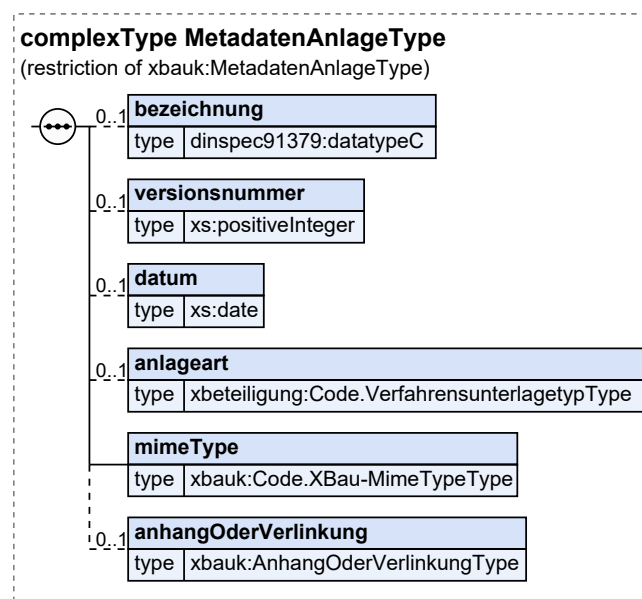 complexType MetadatenAnlageType
(restriction of xbauk:MetadatenAnlageType)
0..1 bezeichnung
type dinspec91379:datatypeC
0..1 versionsnummer
type xs:positiveInteger
0..1 datum
type xs:date
0..1 anlageart
type xbeteiligung:Code.VerfahrensunterlagetypType
mimeType
type xbauk:Code.XBau-MimeTypeType
0..1 anhangOderVerlinkung
type xbauk:AnhangOderVerlinkungType